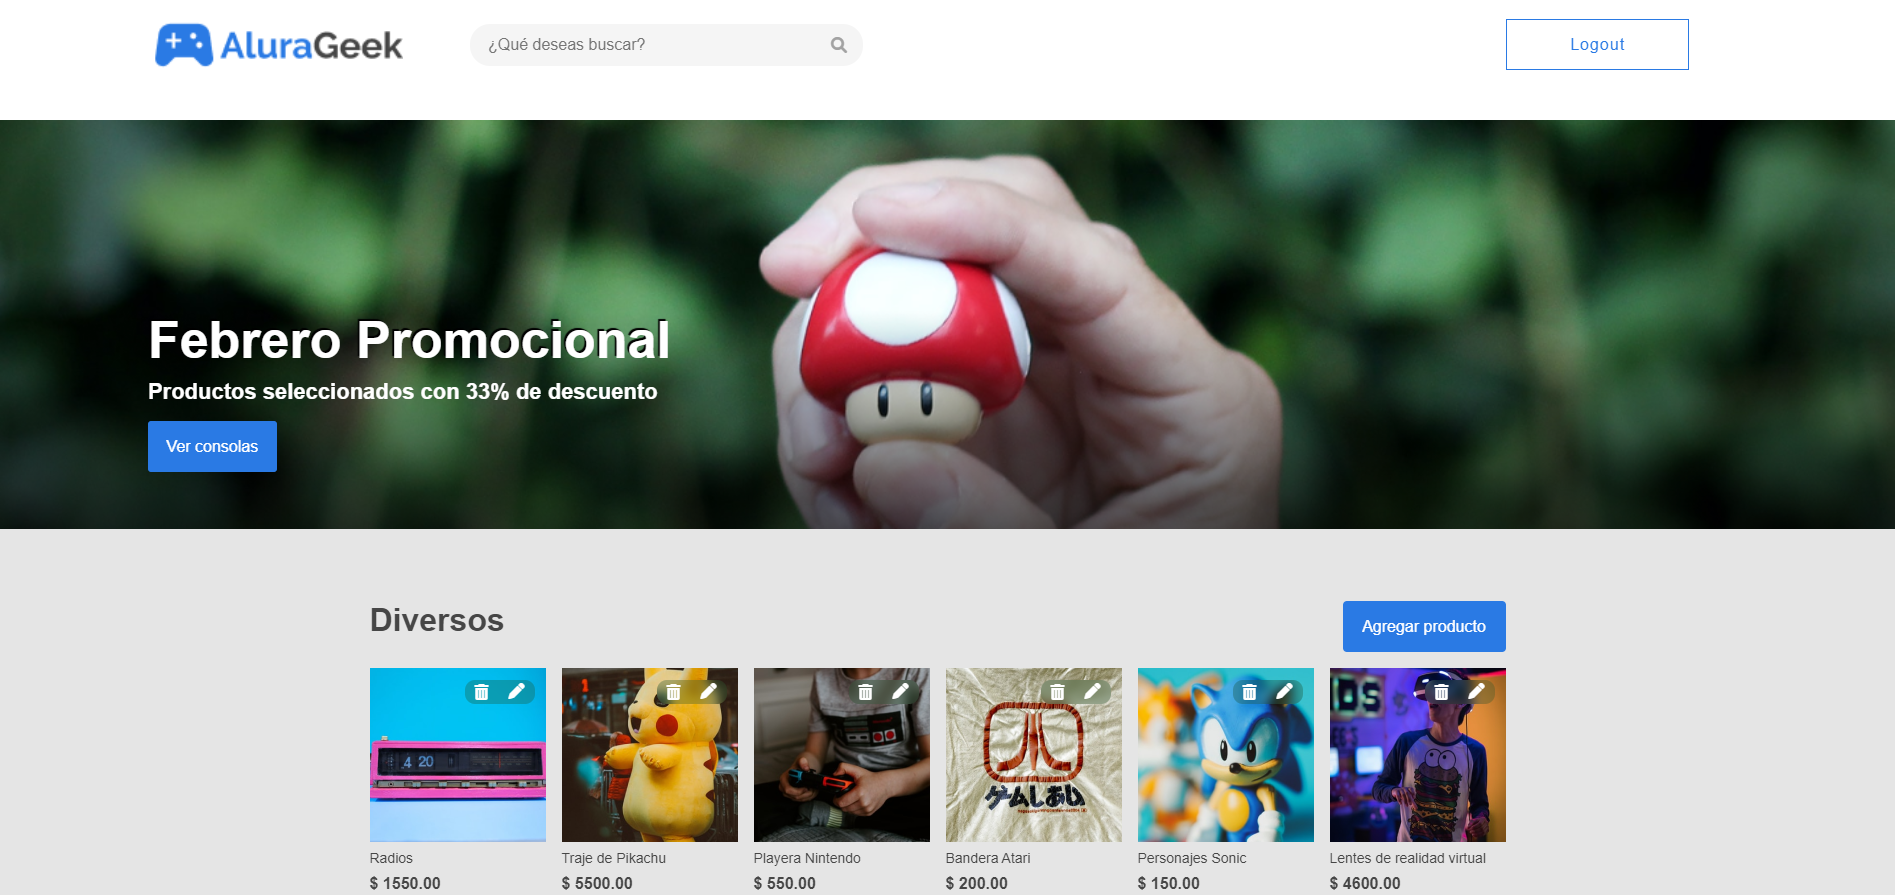 AluraGeek
¿Qué deseas buscar?
Logout
Febrero Promocional
Productos seleccionados con 33% de descuento
Ver consolas
Diversos
Agregar producto
4 20
Radios
$ 1550.00
Traje de Pikachu
$ 5500.00
Playera Nintendo
$ 550.00
ゲームしあい
Bandera Atari
$ 200.00
Personajes Sonic
$ 150.00
Lentes de realidad virtual
$ 4600.00